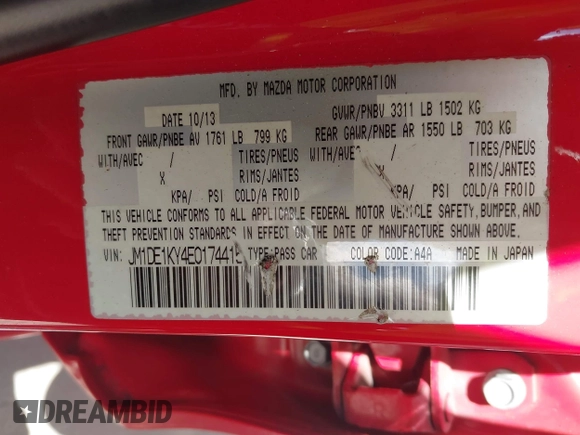 MFD. BY MAZDA MOTOR CORPORATION
DATE 10/13 GVWR/PNBV 3311 LB 1502 KG
FRONT GAWR/PNBE AV 1761 LB 799 KG REAR GAWR/PNBE AR 1550 LB 703 KG
WITH/AVEC / TIRES/PNEUS WITH/AVEC / TIRES/PNEUS
X RIMS/JANTES X RIMS/JANTES
KPA/ PSI COLD/A FROID KPA/ PSI COLD/A FROID
THIS VEHICLE CONFORMS TO ALL APPLICABLE FEDERAL MOTOR VEHICLE SAFETY, BUMPER, AND
THEFT PREVENTION STANDARDS IN EFFECT ON THE DATE OF MANUFACTURE SHOWN ABOVE.
VIN: JM1DE1KY4E0174415 TYPE:PASS CAR COLOR CODE:A4A MADE IN JAPAN
DREAMBID